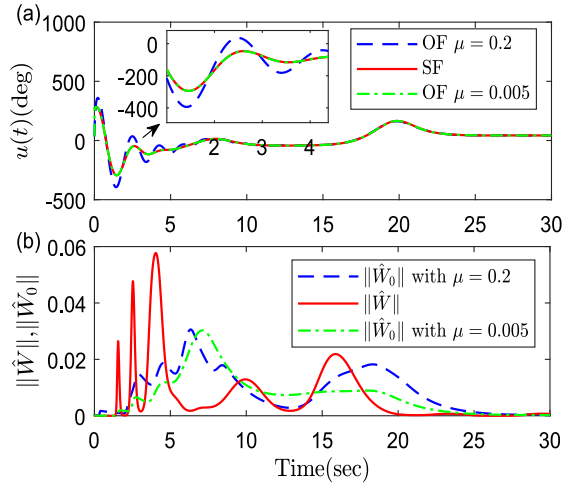 (a)
1000
500
0
-500
u(t)(deg)
0
-200
-400
2 3 4
OF μ = 0.2
SF
OF μ = 0.005
0 5 10 15 20 25 30
(b)
0.06
0.04
0.02
0
‖Ŵ‖,‖Ŵ₀‖
‖Ŵ₀‖ with μ = 0.2
‖Ŵ‖
‖Ŵ₀‖ with μ = 0.005
0 5 10 15 20 25 30
Time(sec)